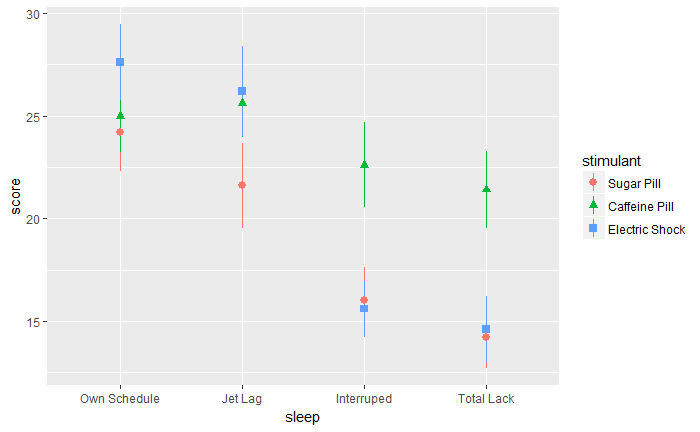 30
25
20
15
score
Own Schedule
Jet Lag
Interruped
Total Lack
sleep
stimulant
Sugar Pill
Caffeine Pill
Electric Shock